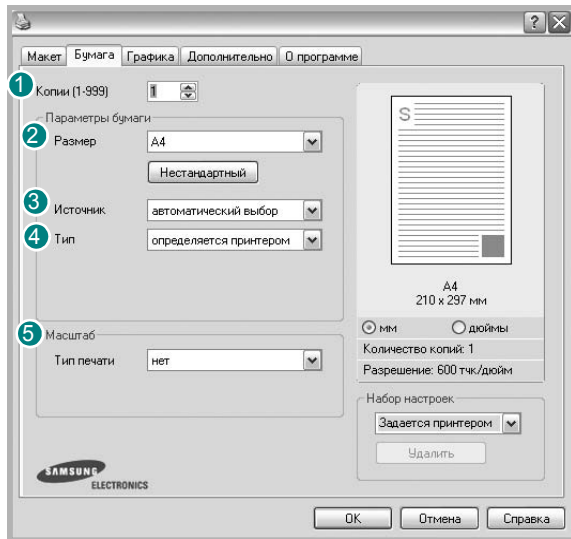 Макет Бумага Графика Дополнительно О программе
1 Копии (1-999) 1
Параметры бумаги
2 Размер A4
Нестандартный
3 Источник автоматический выбор
4 Тип определяется принтером
5 Масштаб
Тип печати нет
S
A4
210 x 297 мм
мм дюймы
Количество копий: 1
Разрешение: 600 тчк/дюйм
Набор настроек
Задается принтером
Удалить
SAMSUNG
ELECTRONICS
OK Отмена Справка